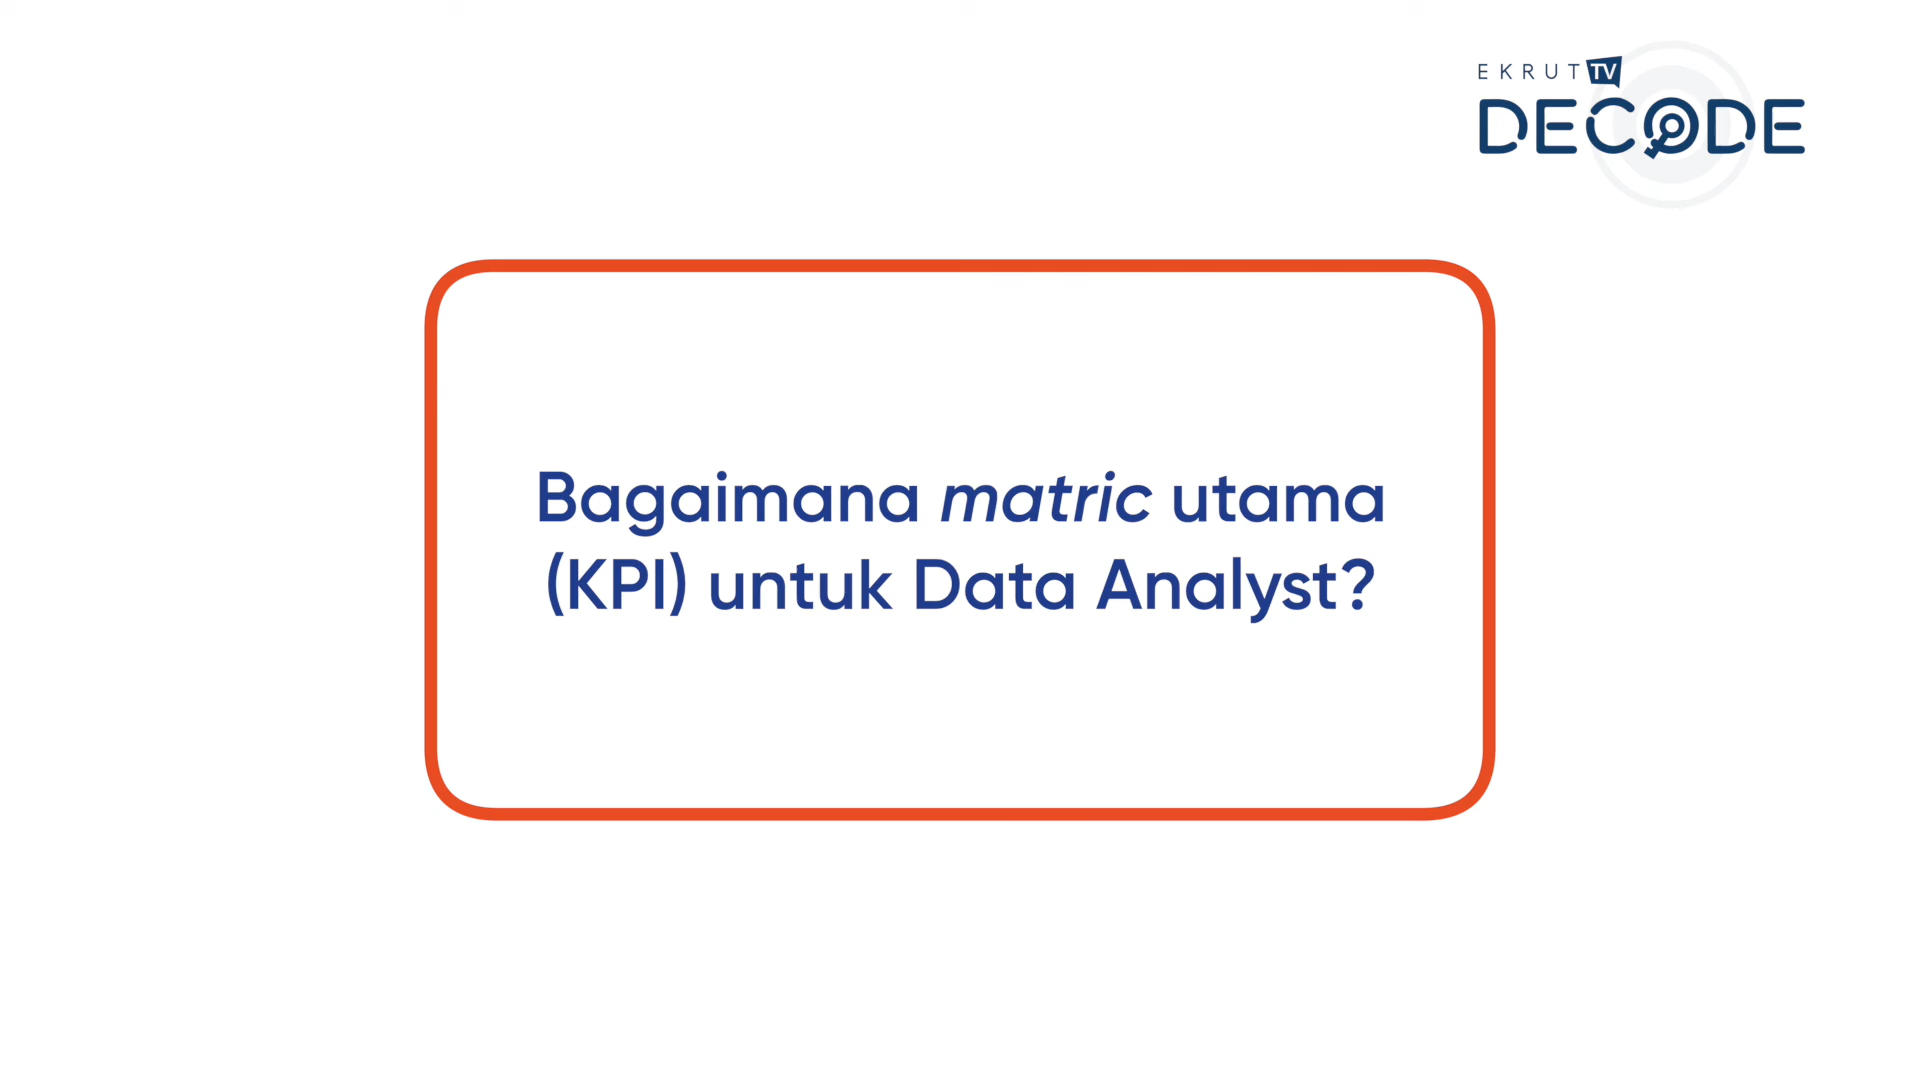 EKRUT TV
DECODE
Bagaimana matric utama
(KPI) untuk Data Analyst?